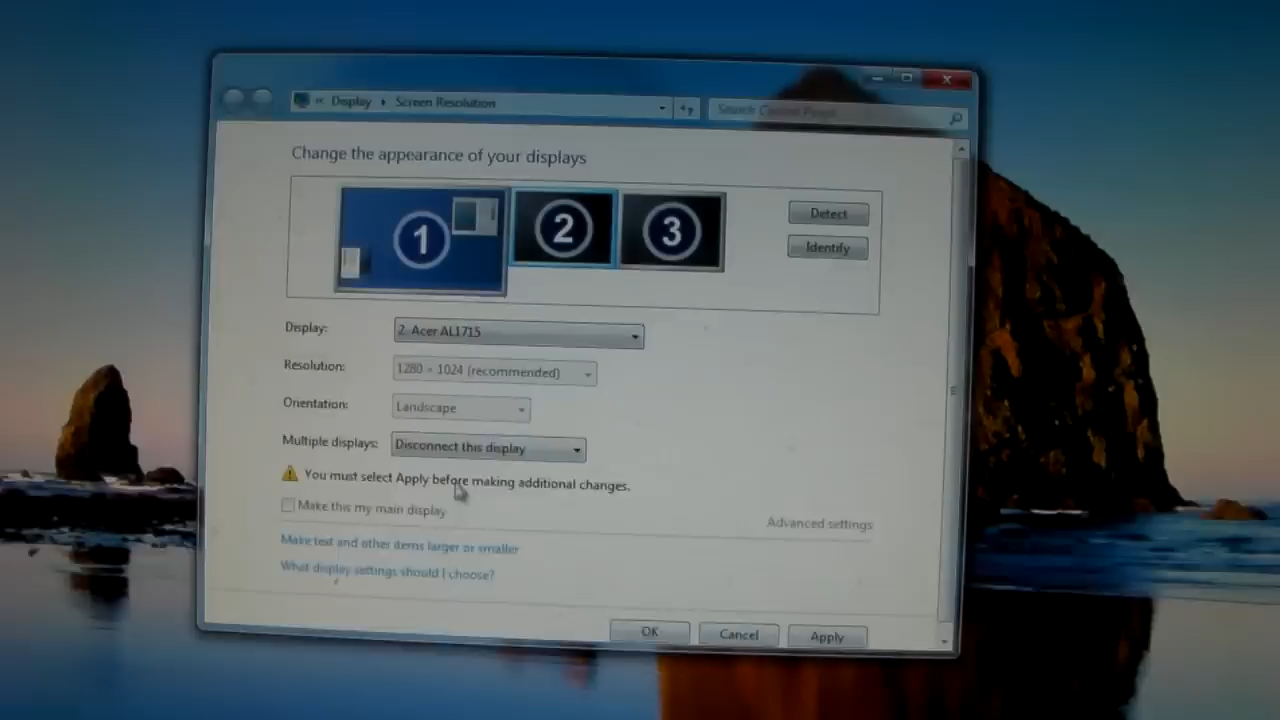 « Display ▸ Screen Resolution
Search Control Panel
Change the appearance of your displays
1 2 3
Detect
Identify
Display: 2. Acer AL1715
Resolution: 1280 × 1024 (recommended)
Orientation: Landscape
Multiple displays: Disconnect this display
You must select Apply before making additional changes.
Make this my main display
Advanced settings
Make text and other items larger or smaller
What display settings should I choose?
OK Cancel Apply